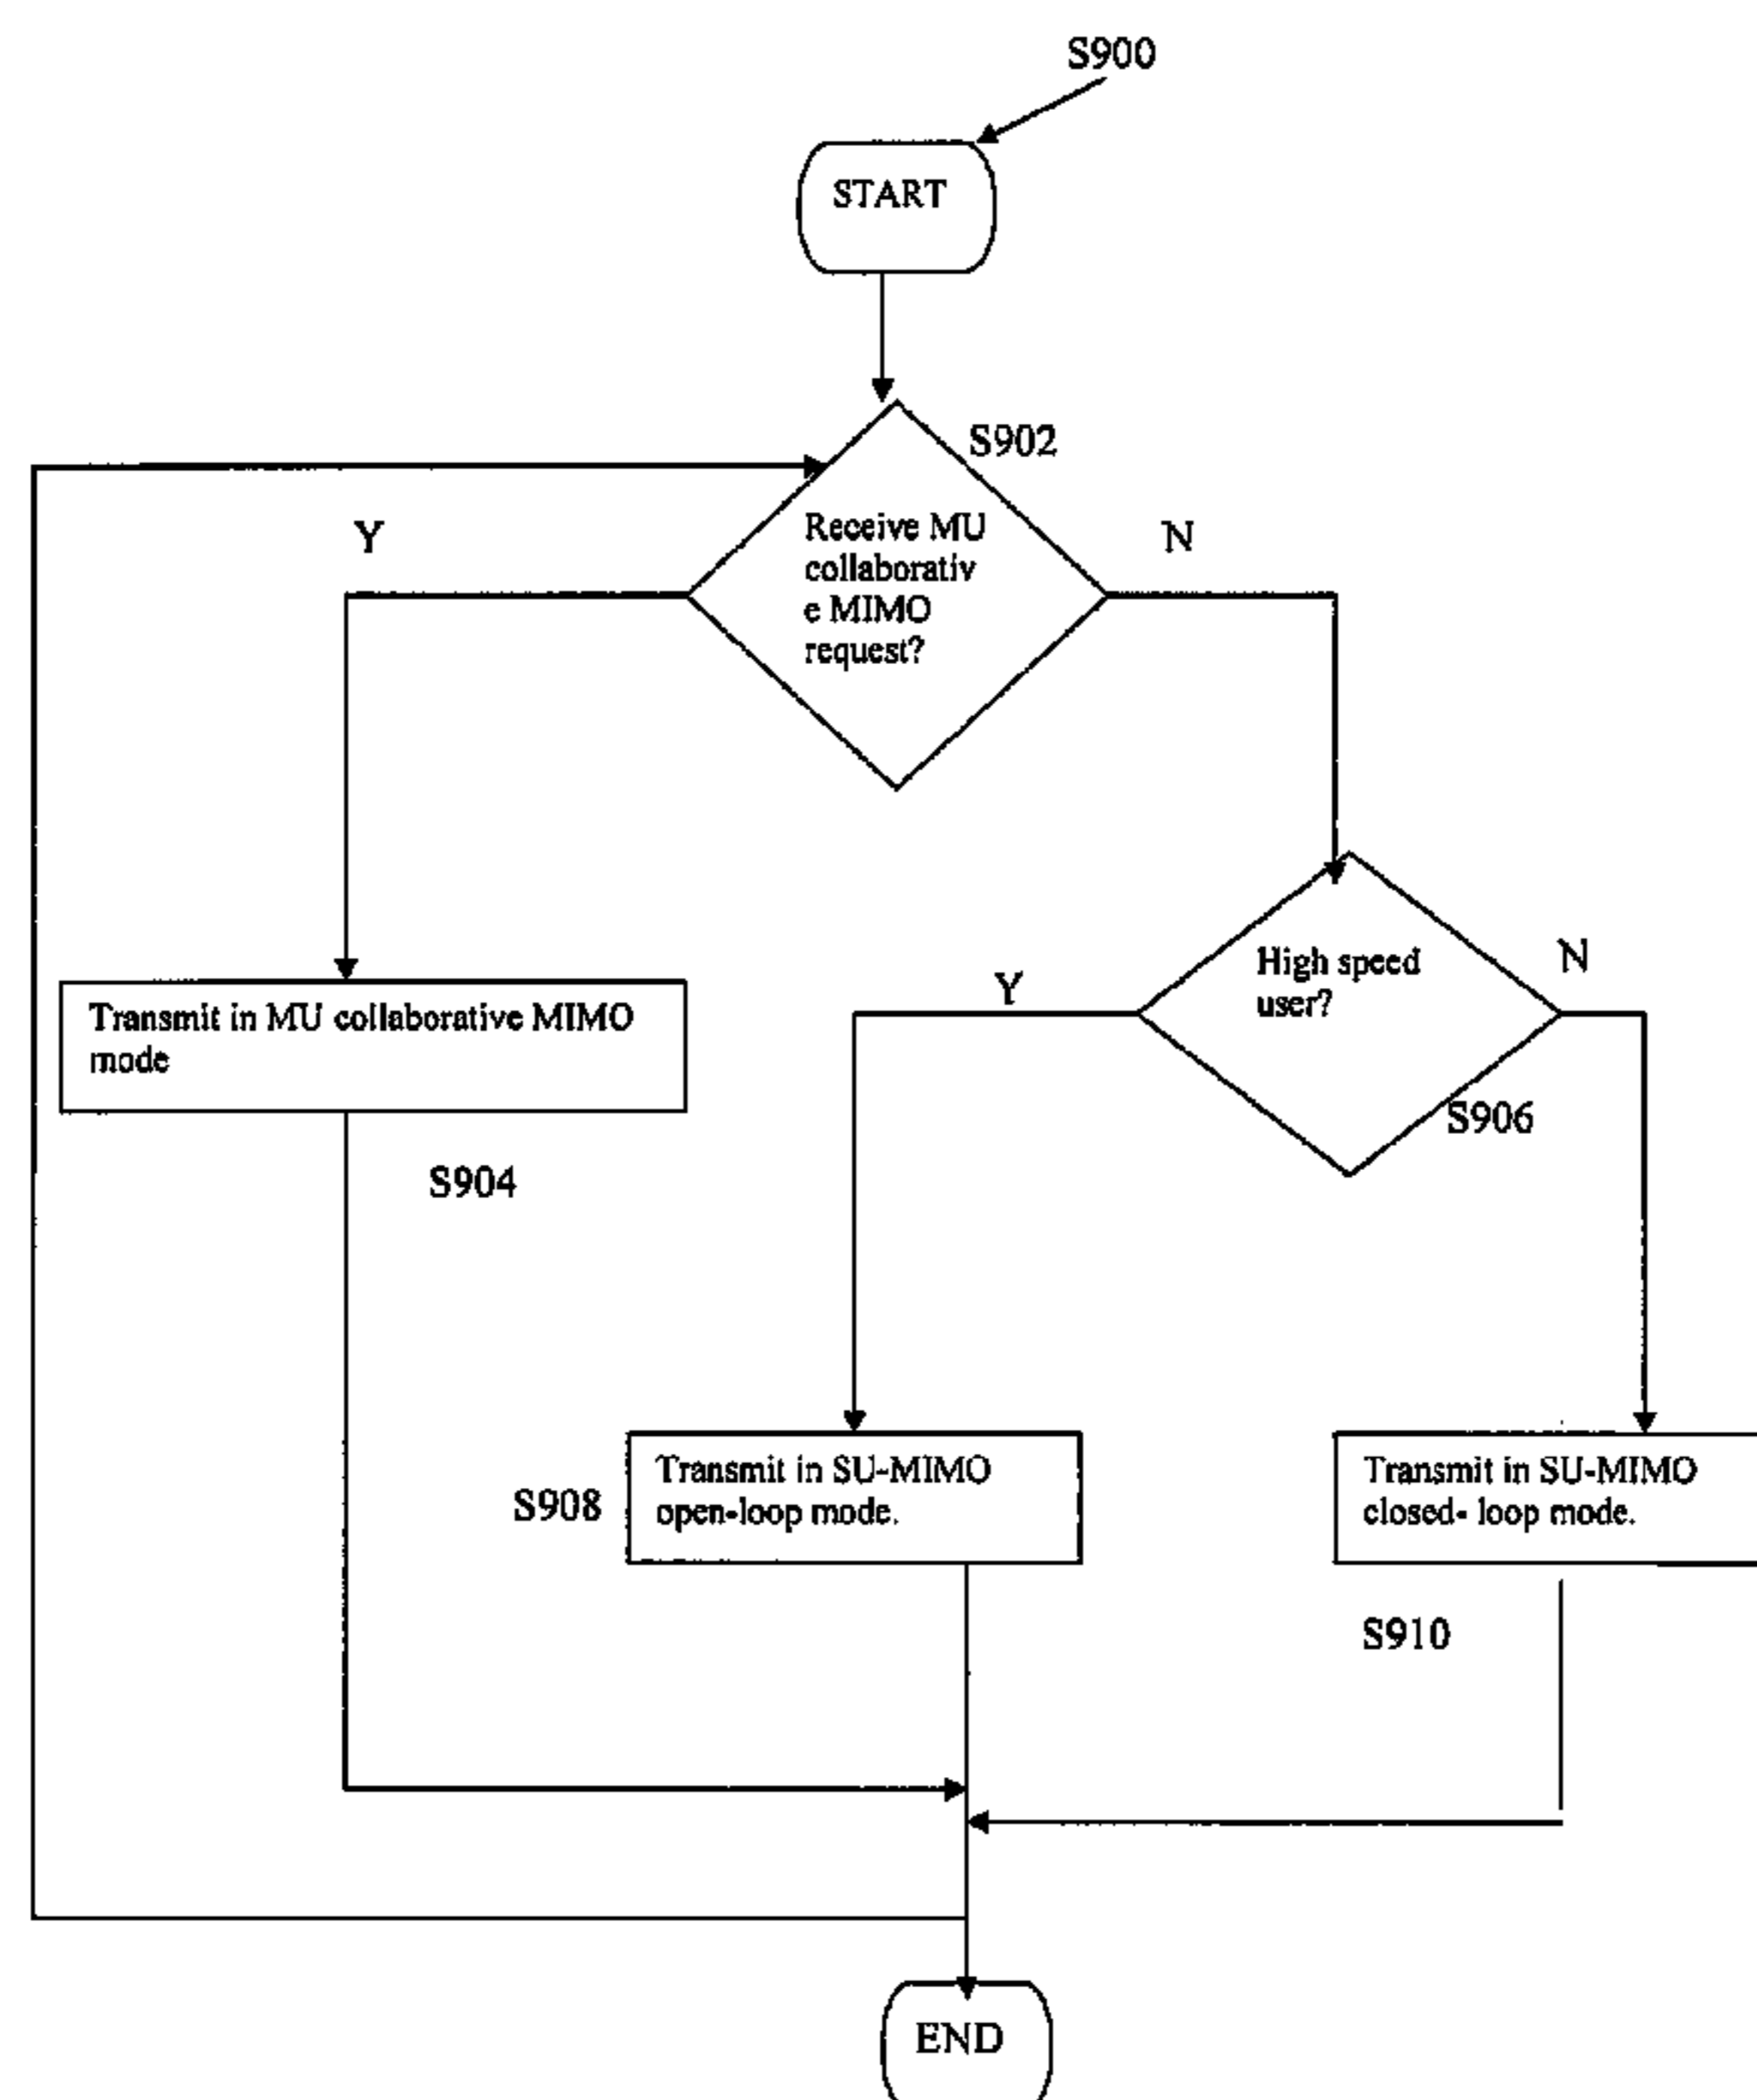 S900
START
S902
Receive MU
collaborativ
e MIMO
request?
Y
N
High speed
user?
Y
N
S906
Transmit in MU collaborative MIMO
mode
S904
Transmit in SU-MIMO
open-loop mode.
S908
Transmit in SU-MIMO
closed- loop mode.
S910
END